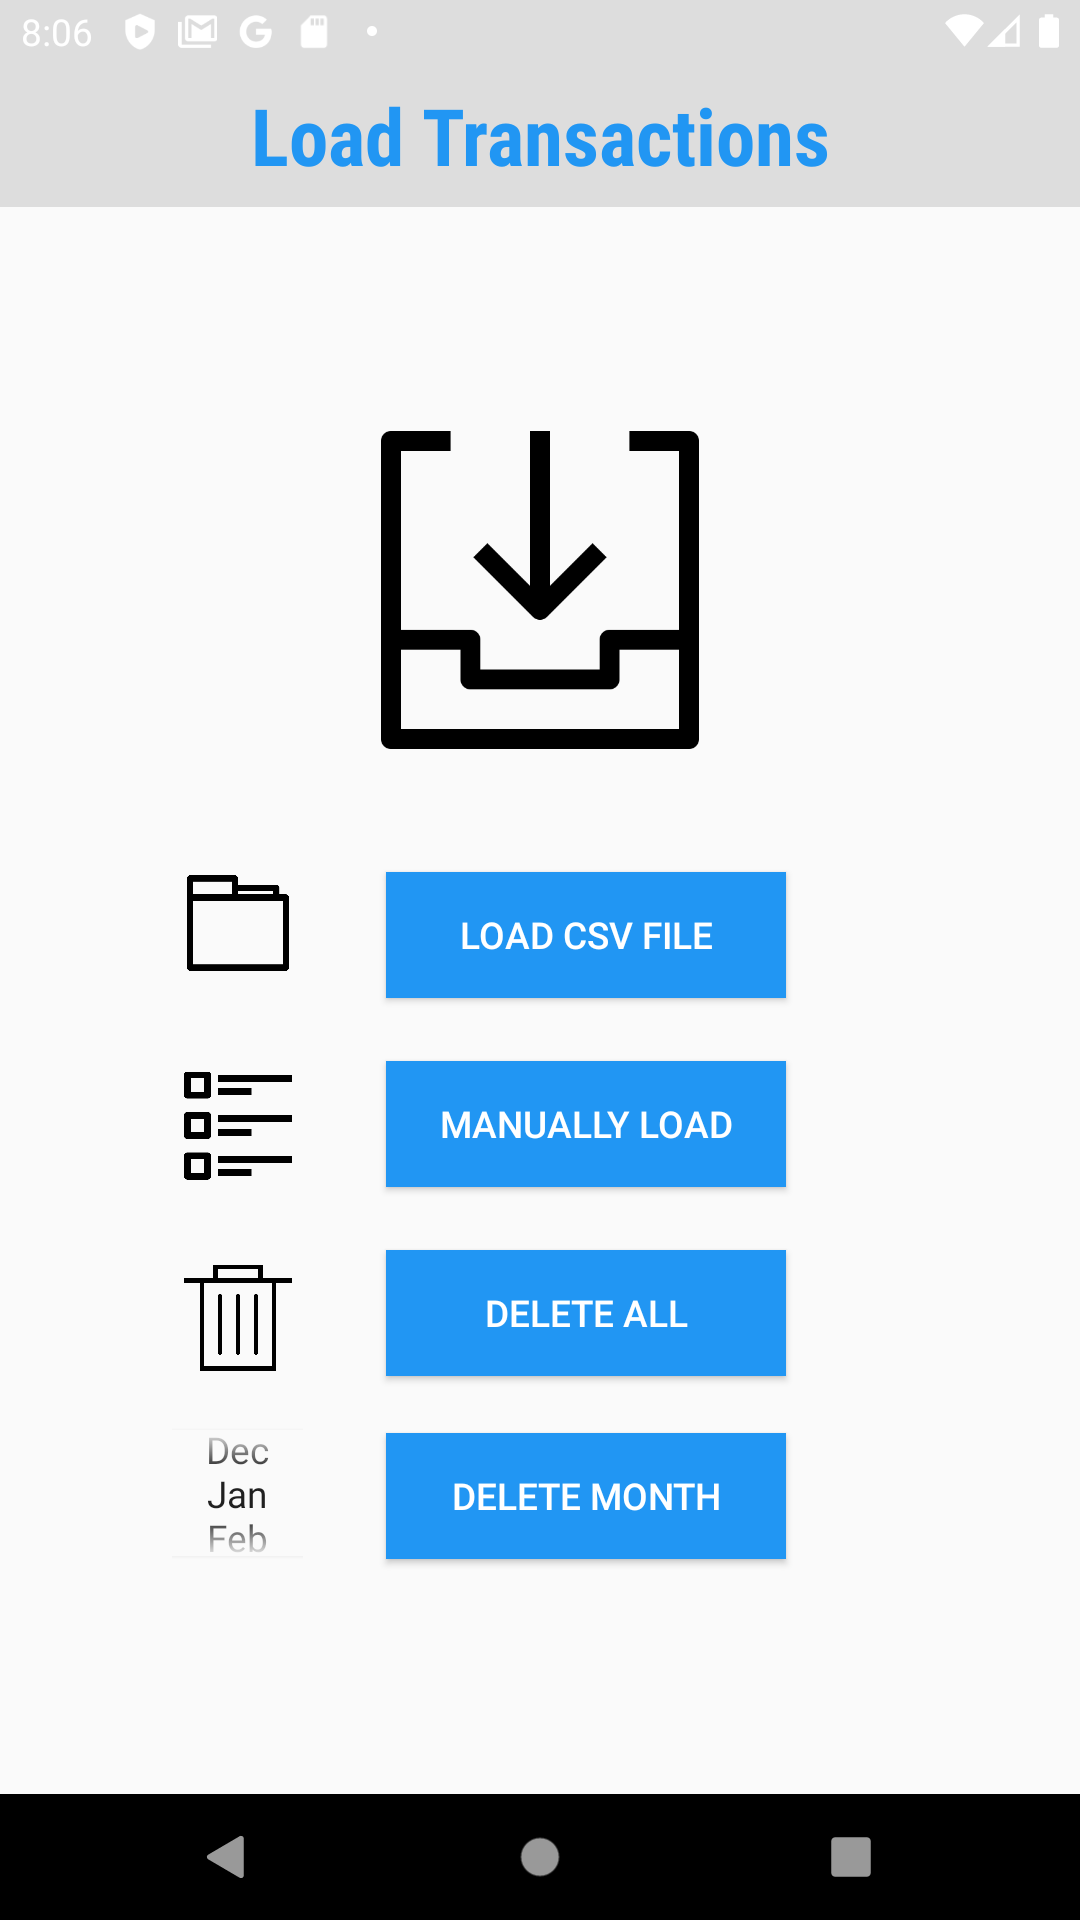 8:06
Load Transactions
LOAD CSV FILE
MANUALLY LOAD
DELETE ALL
Dec
Jan
Feb
DELETE MONTH